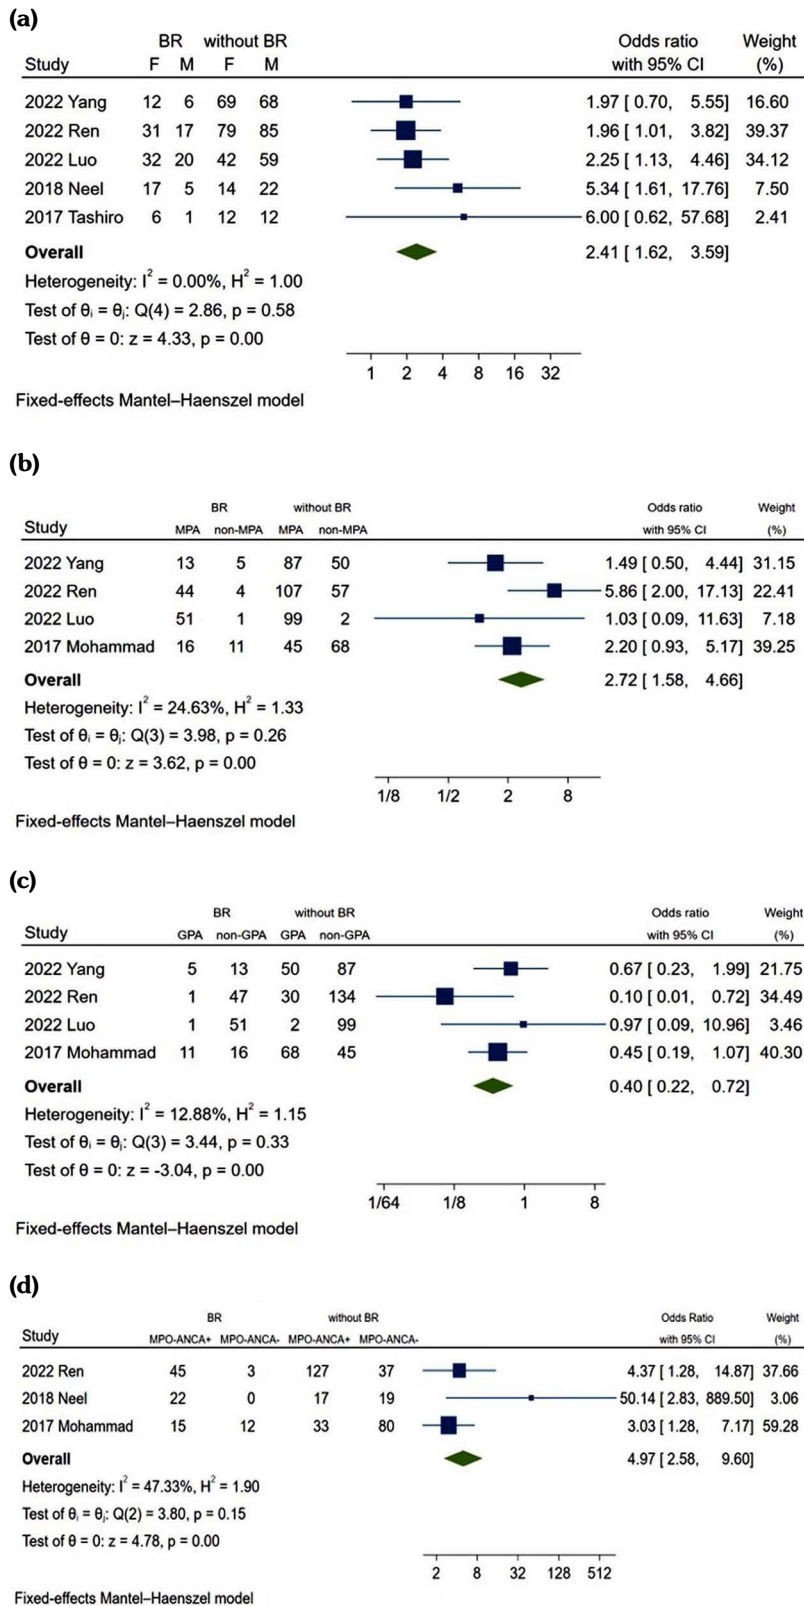 (a)
BR without BR Odds ratio Weight
Study F M F M with 95% CI (%)
2022 Yang 12 6 69 68 1.97 [ 0.70, 5.55] 16.60
2022 Ren 31 17 79 85 1.96 [ 1.01, 3.82] 39.37
2022 Luo 32 20 42 59 2.25 [ 1.13, 4.46] 34.12
2018 Neel 17 5 14 22 5.34 [ 1.61, 17.76] 7.50
2017 Tashiro 6 1 12 12 6.00 [ 0.62, 57.68] 2.41
Overall 2.41 [ 1.62, 3.59]
Heterogeneity: I² = 0.00%, H² = 1.00
Test of θᵢ = θⱼ: Q(4) = 2.86, p = 0.58
Test of θ = 0: z = 4.33, p = 0.00
1 2 4 8 16 32
Fixed-effects Mantel–Haenszel model
(b)
BR without BR Odds ratio Weight
Study MPA non-MPA MPA non-MPA with 95% CI (%)
2022 Yang 13 5 87 50 1.49 [ 0.50, 4.44] 31.15
2022 Ren 44 4 107 57 5.86 [ 2.00, 17.13] 22.41
2022 Luo 51 1 99 2 1.03 [ 0.09, 11.63] 7.18
2017 Mohammad 16 11 45 68 2.20 [ 0.93, 5.17] 39.25
Overall 2.72 [ 1.58, 4.66]
Heterogeneity: I² = 24.63%, H² = 1.33
Test of θᵢ = θⱼ: Q(3) = 3.98, p = 0.26
Test of θ = 0: z = 3.62, p = 0.00
1/8 1/2 2 8
Fixed-effects Mantel–Haenszel model
(c)
BR without BR Odds ratio Weight
Study GPA non-GPA GPA non-GPA with 95% CI (%)
2022 Yang 5 13 50 87 0.67 [ 0.23, 1.99] 21.75
2022 Ren 1 47 30 134 0.10 [ 0.01, 0.72] 34.49
2022 Luo 1 51 2 99 0.97 [ 0.09, 10.96] 3.46
2017 Mohammad 11 16 68 45 0.45 [ 0.19, 1.07] 40.30
Overall 0.40 [ 0.22, 0.72]
Heterogeneity: I² = 12.88%, H² = 1.15
Test of θᵢ = θⱼ: Q(3) = 3.44, p = 0.33
Test of θ = 0: z = -3.04, p = 0.00
1/64 1/8 1 8
Fixed-effects Mantel–Haenszel model
(d)
BR without BR Odds Ratio Weight
Study MPO-ANCA+ MPO-ANCA- MPO-ANCA+ MPO-ANCA- with 95% CI (%)
2022 Ren 45 3 127 37 4.37 [ 1.28, 14.87] 37.66
2018 Neel 22 0 17 19 50.14 [ 2.83, 889.50] 3.06
2017 Mohammad 15 12 33 80 3.03 [ 1.28, 7.17] 59.28
Overall 4.97 [ 2.58, 9.60]
Heterogeneity: I² = 47.33%, H² = 1.90
Test of θᵢ = θⱼ: Q(2) = 3.80, p = 0.15
Test of θ = 0: z = 4.78, p = 0.00
2 8 32 128 512
Fixed-effects Mantel–Haenszel model